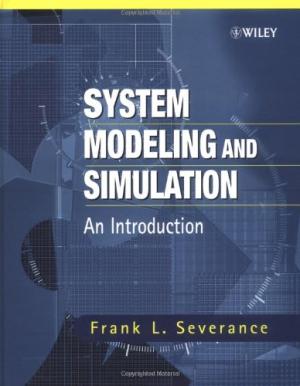 WILEY
SYSTEM
MODELING AND
SIMULATION
An Introduction
Frank L. Severance